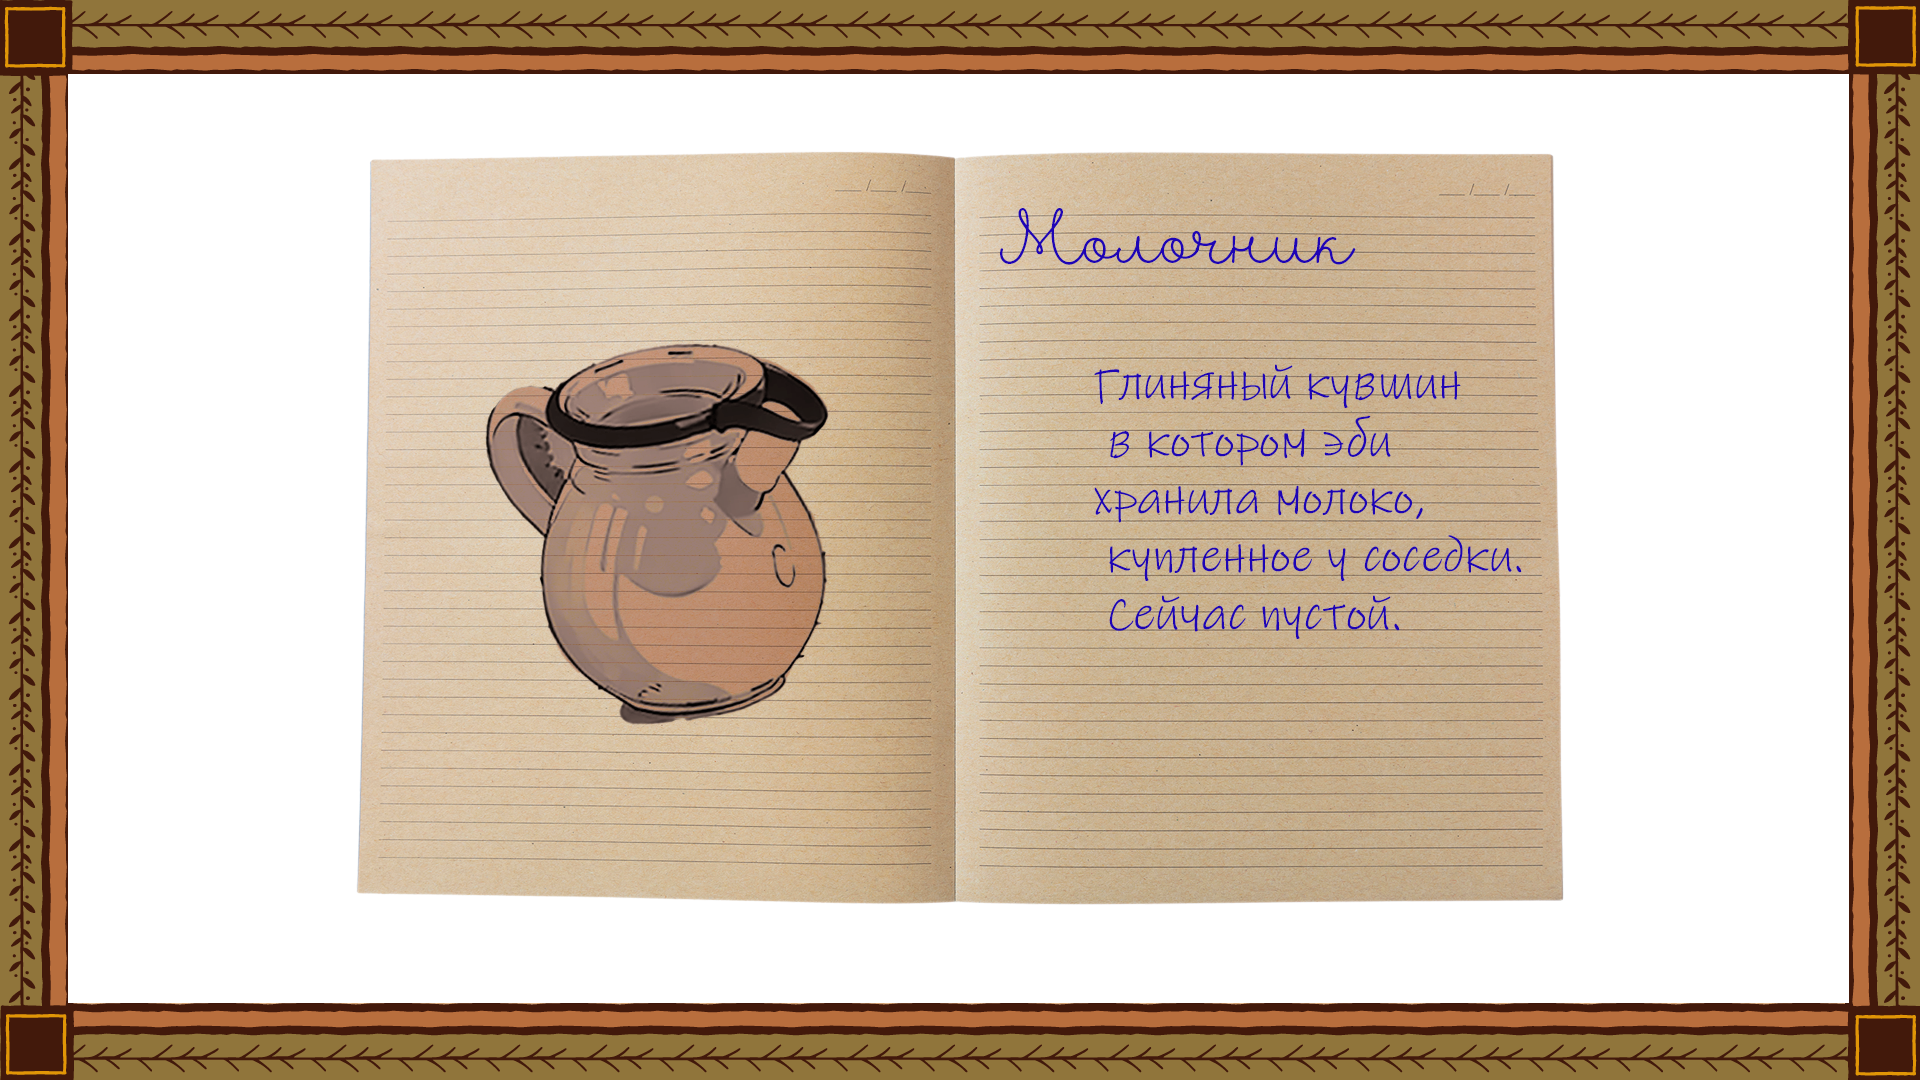 Молочник
Глиняный кувшин
в котором эби
хранила молоко,
купленное у соседки.
Сейчас пустой.